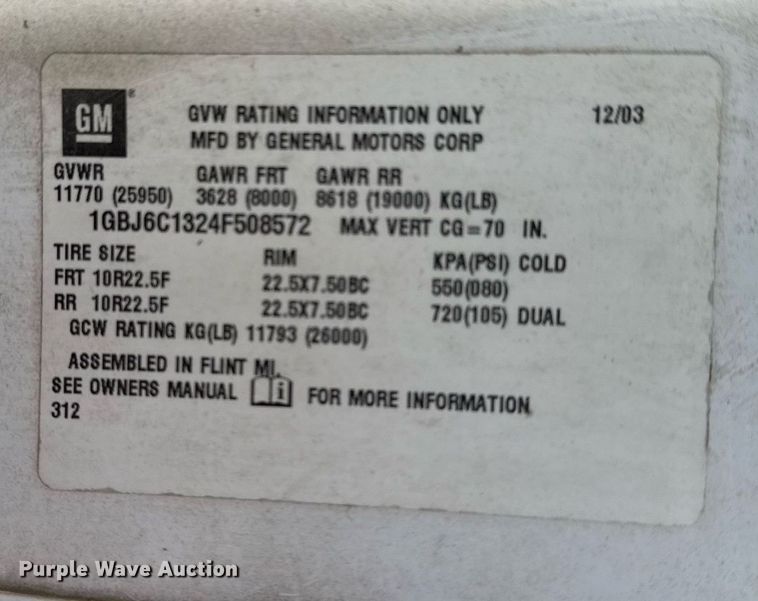 GM®
GVW RATING INFORMATION ONLY 12/03
MFD BY GENERAL MOTORS CORP
GVWR GAWR FRT GAWR RR
11770 (25950) 3628 (8000) 8618 (19000) KG(LB)
1GBJ6C1324F508572 MAX VERT CG=70 IN.
TIRE SIZE RIM KPA(PSI) COLD
FRT 10R22.5F 22.5X7.50BC 550(080)
RR 10R22.5F 22.5X7.50BC 720(105) DUAL
GCW RATING KG(LB) 11793 (26000)
ASSEMBLED IN FLINT MI.
SEE OWNERS MANUAL i FOR MORE INFORMATION
312
Purple Wave Auction